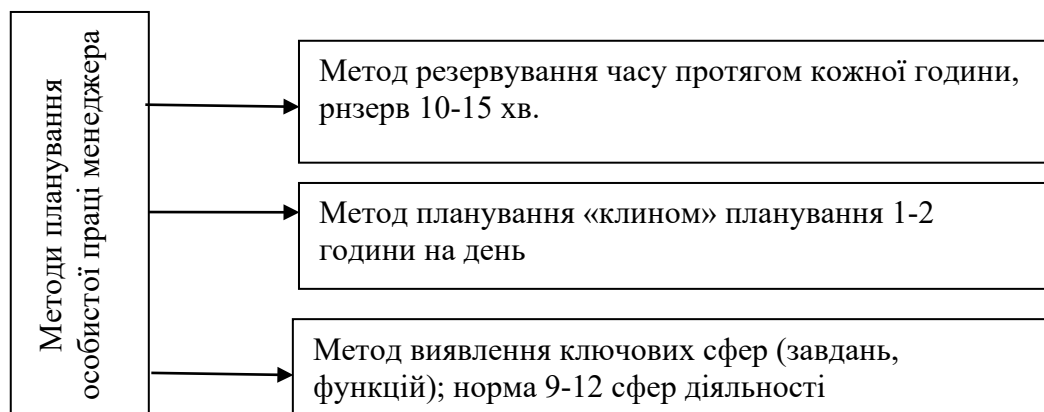 Методи планування
особистої праці менеджера
Метод резервування часу протягом кожної години,
рнзерв 10-15 хв.
Метод планування «клином» планування 1-2
години на день
Метод виявлення ключових сфер (завдань,
функцій); норма 9-12 сфер діяльності